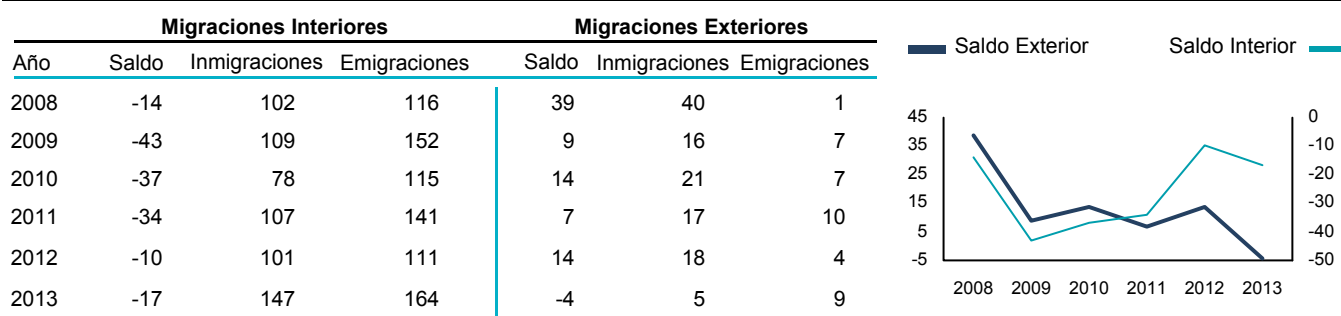 Migraciones Interiores Migraciones Exteriores
Año Saldo Inmigraciones Emigraciones Saldo Inmigraciones Emigraciones
2008 -14 102 116 39 40 1
2009 -43 109 152 9 16 7
2010 -37 78 115 14 21 7
2011 -34 107 141 7 17 10
2012 -10 101 111 14 18 4
2013 -17 147 164 -4 5 9
Saldo Exterior Saldo Interior
45 0
35 -10
25 -20
15 -30
5 -40
-5 -50
2008 2009 2010 2011 2012 2013